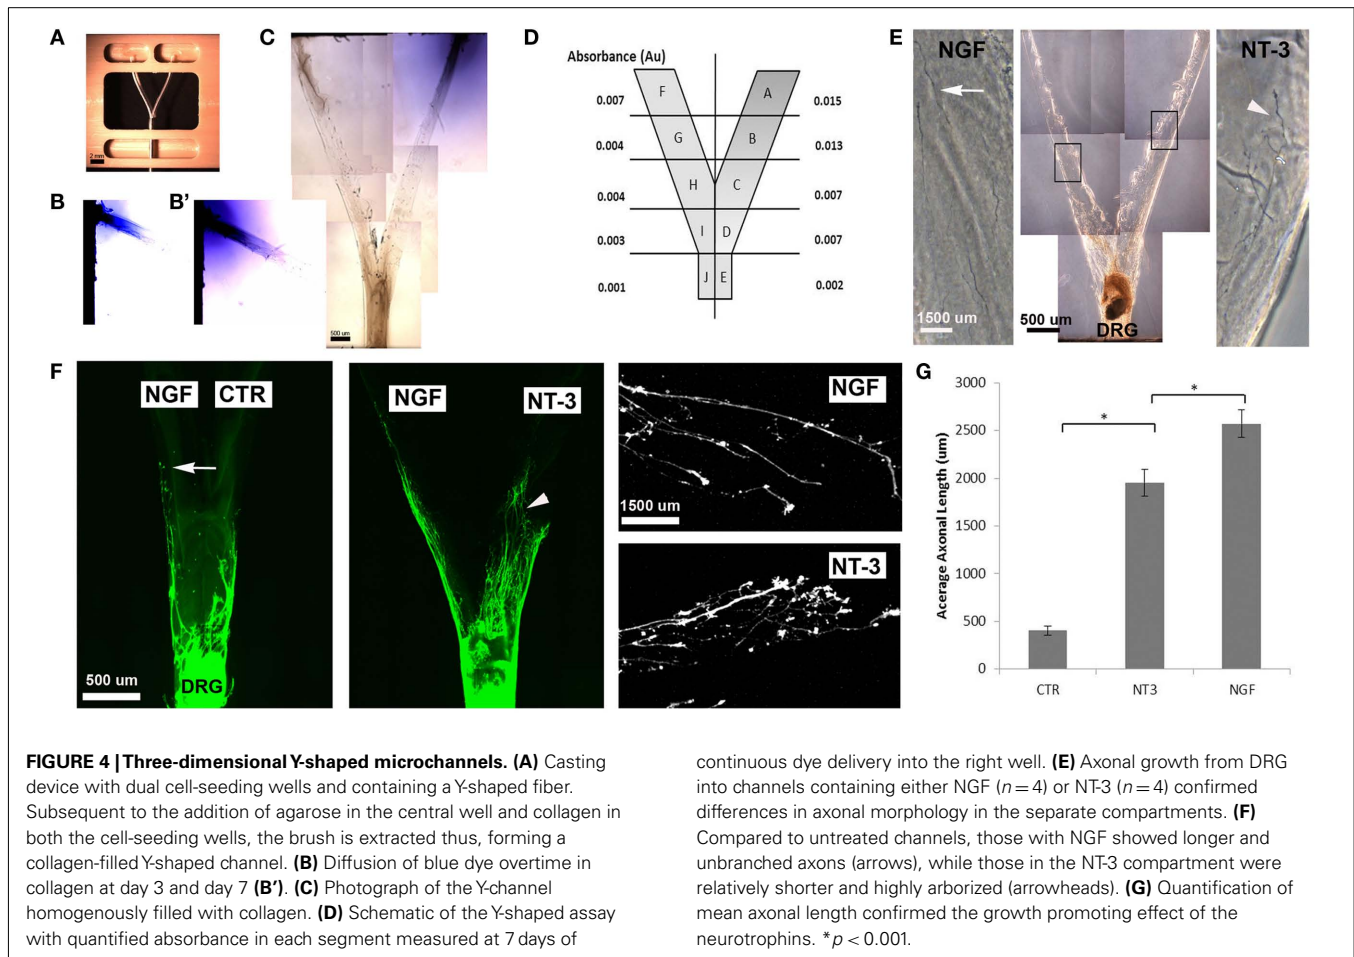 A
2 mm
B
B'
C
500 um
D
Absorbance (Au)
F
A
0.007
0.015
G
B
0.004
0.013
H
C
0.004
0.007
I
D
0.003
0.007
J
E
0.001
0.002
E
NGF
NT-3
1500 um
500 um
DRG
F
NGF
CTR
DRG
500 um
NGF
NT-3
NGF
1500 um
NT-3
G
Acerage Axonal Length (um)
3000
2500
2000
1500
1000
500
0
*
*
CTR
NT3
NGF
FIGURE 4 | Three-dimensional Y-shaped microchannels. (A) Casting
device with dual cell-seeding wells and containing a Y-shaped fiber.
Subsequent to the addition of agarose in the central well and collagen in
both the cell-seeding wells, the brush is extracted thus, forming a
collagen-filled Y-shaped channel. (B) Diffusion of blue dye overtime in
collagen at day 3 and day 7 (B'). (C) Photograph of the Y-channel
homogenously filled with collagen. (D) Schematic of the Y-shaped assay
with quantified absorbance in each segment measured at 7 days of
continuous dye delivery into the right well. (E) Axonal growth from DRG
into channels containing either NGF (n = 4) or NT-3 (n = 4) confirmed
differences in axonal morphology in the separate compartments. (F)
Compared to untreated channels, those with NGF showed longer and
unbranched axons (arrows), while those in the NT-3 compartment were
relatively shorter and highly arborized (arrowheads). (G) Quantification of
mean axonal length confirmed the growth promoting effect of the
neurotrophins. *p < 0.001.